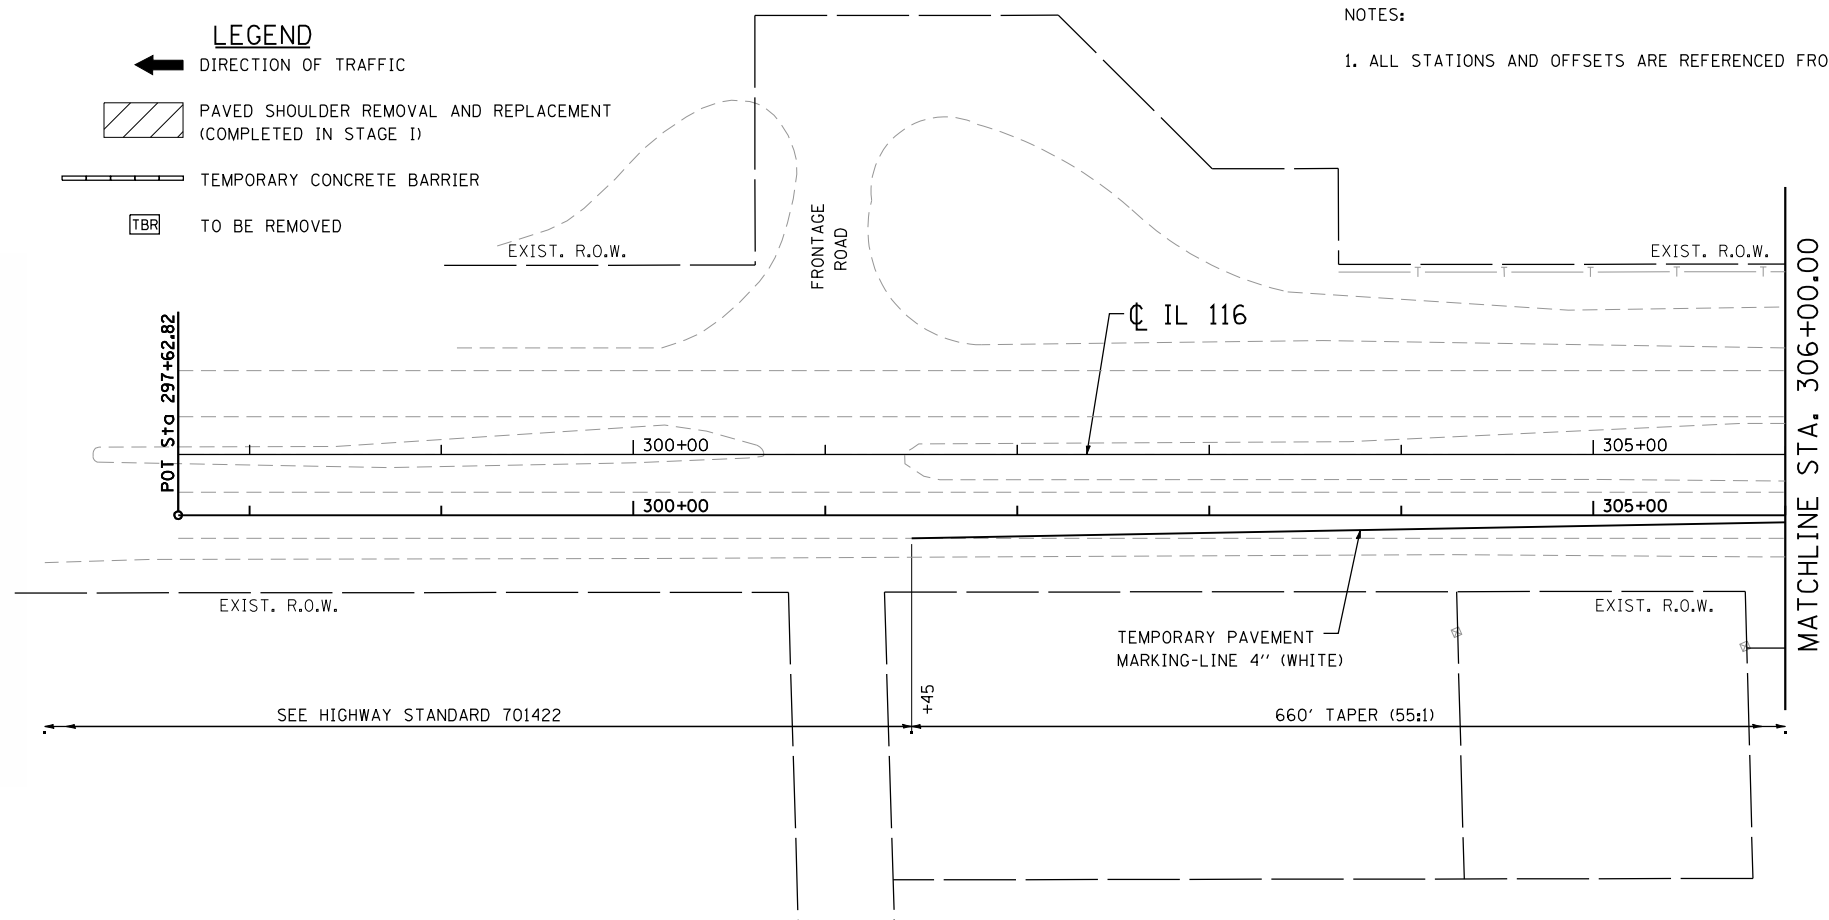 LEGEND
DIRECTION OF TRAFFIC
PAVED SHOULDER REMOVAL AND REPLACEMENT
(COMPLETED IN STAGE I)
TEMPORARY CONCRETE BARRIER
TBR
TO BE REMOVED
NOTES:
1. ALL STATIONS AND OFFSETS ARE REFERENCED FRO
EXIST. R.O.W.
FRONTAGE
ROAD
EXIST. R.O.W.
℄ IL 116
POT Sta 297+62.82
300+00
305+00
300+00
305+00
MATCHLINE STA. 306+00.00
EXIST. R.O.W.
EXIST. R.O.W.
TEMPORARY PAVEMENT
MARKING-LINE 4'' (WHITE)
+45
SEE HIGHWAY STANDARD 701422
660' TAPER (55:1)